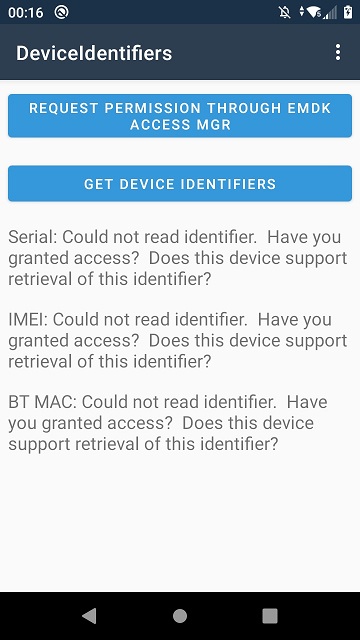 00:16
DeviceIdentifiers
REQUEST PERMISSION THROUGH EMDK
ACCESS MGR
GET DEVICE IDENTIFIERS
Serial: Could not read identifier.  Have you
granted access?  Does this device support
retrieval of this identifier?
IMEI: Could not read identifier.  Have you
granted access?  Does this device support
retrieval of this identifier?
BT MAC: Could not read identifier.  Have
you granted access?  Does this device
support retrieval of this identifier?